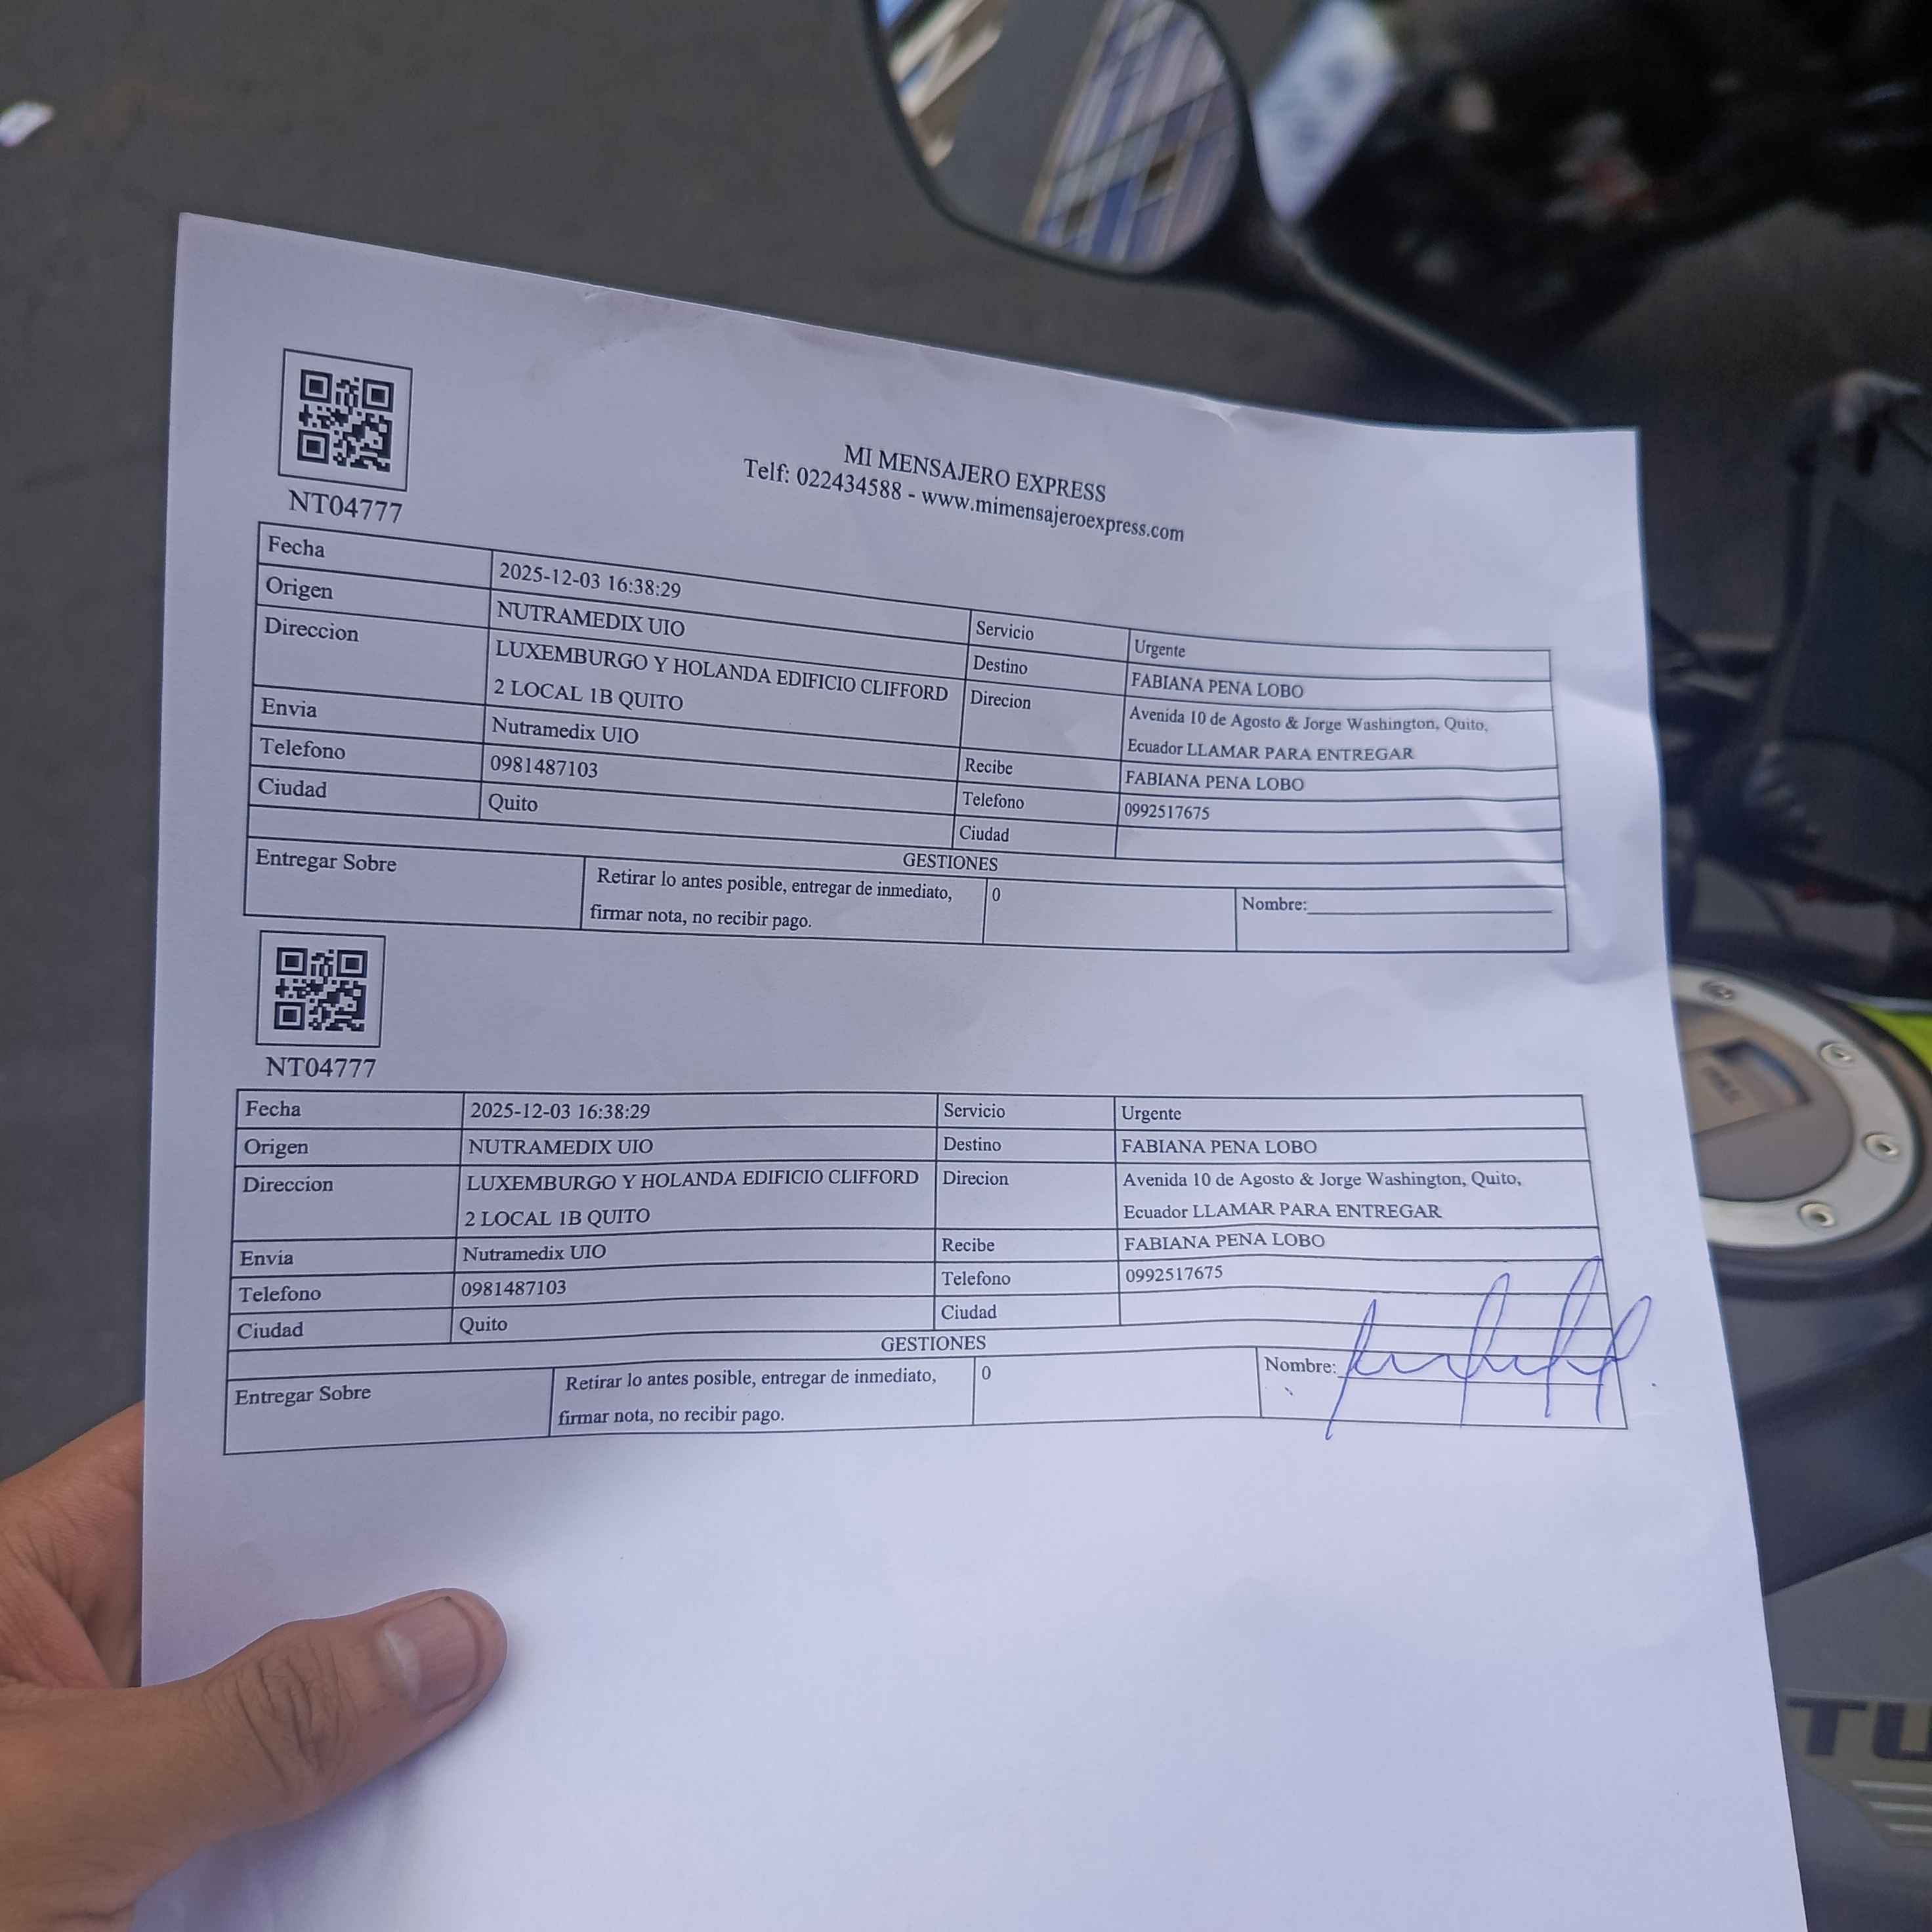 NT04777
MI MENSAJERO EXPRESS
Telf: 022434588 - www.mimensajeroexpress.com
Fecha 2025-12-03 16:38:29 Servicio Urgente
Origen NUTRAMEDIX UIO Destino FABIANA PENA LOBO
Direccion LUXEMBURGO Y HOLANDA EDIFICIO CLIFFORD Direcion Avenida 10 de Agosto & Jorge Washington, Quito,
2 LOCAL 1B QUITO Ecuador LLAMAR PARA ENTREGAR
Envia Nutramedix UIO Recibe FABIANA PENA LOBO
Telefono 0981487103 Telefono 0992517675
Ciudad Quito Ciudad
GESTIONES
Entregar Sobre Retirar lo antes posible, entregar de inmediato, 0 Nombre:
firmar nota, no recibir pago.
NT04777
Fecha 2025-12-03 16:38:29 Servicio Urgente
Origen NUTRAMEDIX UIO Destino FABIANA PENA LOBO
Direccion LUXEMBURGO Y HOLANDA EDIFICIO CLIFFORD Direcion Avenida 10 de Agosto & Jorge Washington, Quito,
2 LOCAL 1B QUITO Ecuador LLAMAR PARA ENTREGAR
Envia Nutramedix UIO Recibe FABIANA PENA LOBO
Telefono 0981487103 Telefono 0992517675
Ciudad Quito Ciudad
GESTIONES
Entregar Sobre Retirar lo antes posible, entregar de inmediato, 0 Nombre:
firmar nota, no recibir pago.
TU